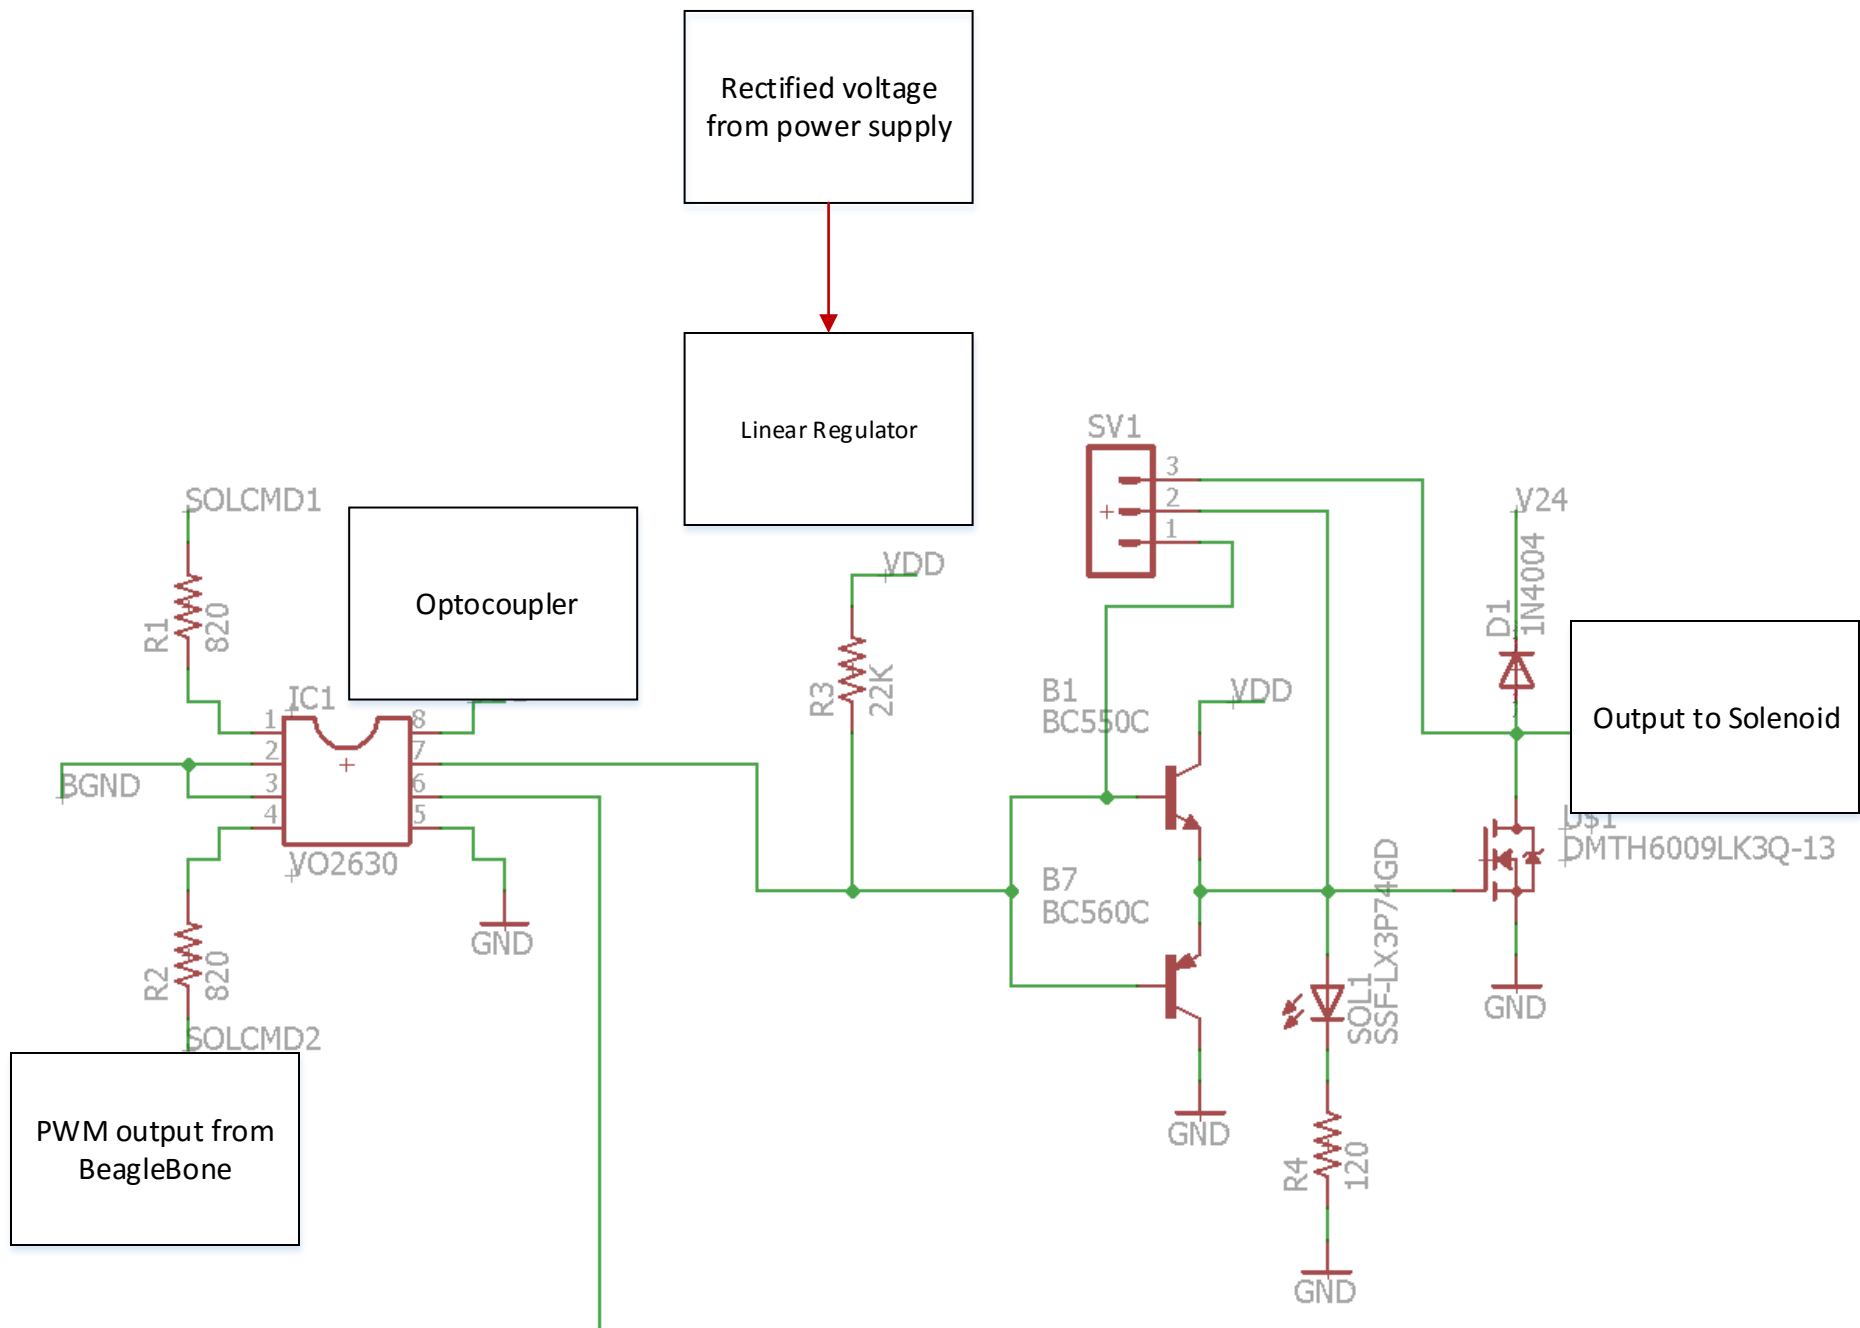 Rectified voltage
from power supply
Linear Regulator
SV1
3
2
1
SOLCMD1
R1
820
Optocoupler
VDD
R3
22K
V24
D1
1N4004
Output to Solenoid
IC1
1
2
3
4
8
7
6
5
VO2630
BGND
GND
R2
820
SOLCMD2
PWM output from
BeagleBone
B1
BC550C
VDD
B7
BC560C
GND
SOL1
SSF-LX3P74GD
R4
120
GND
U$1
DMTH6009LK3Q-13
GND